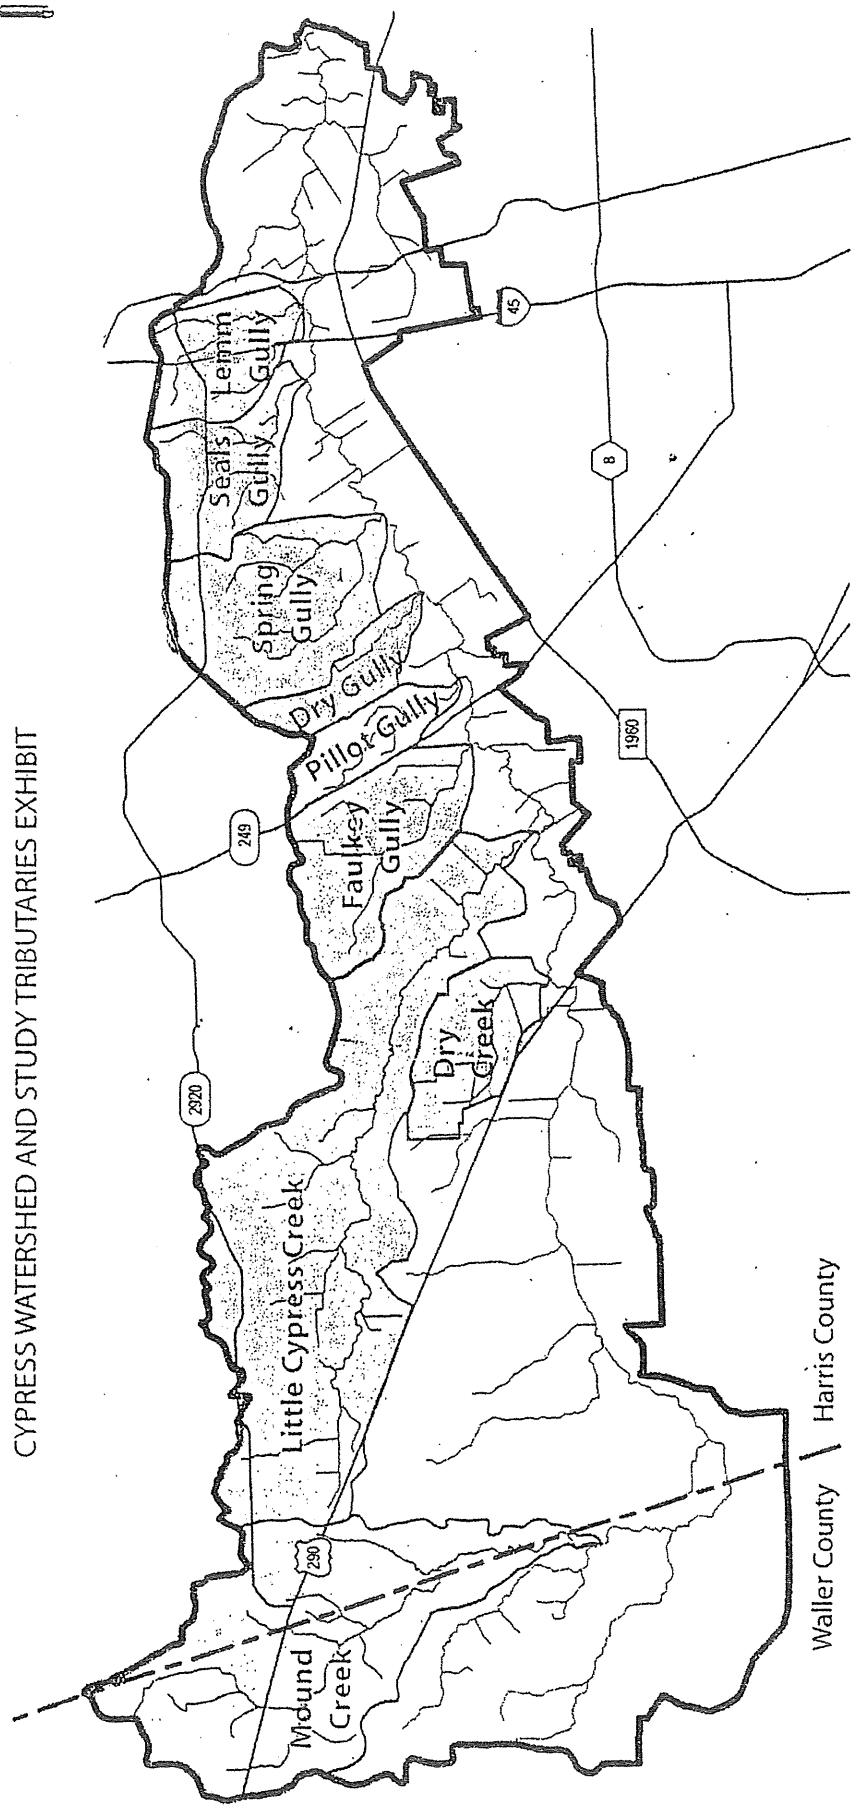 CYPRESS WATERSHED AND STUDY TRIBUTARIES EXHIBIT
2920
249
Little Cypress Creek
Mound
Creek
290
Dry
Creek
Faulkey
Gully
Pillot Gully
Dry Gully
Spring
Gully
Seals
Gully
Lemm
Gully
45
8
1960
Waller County
Harris County